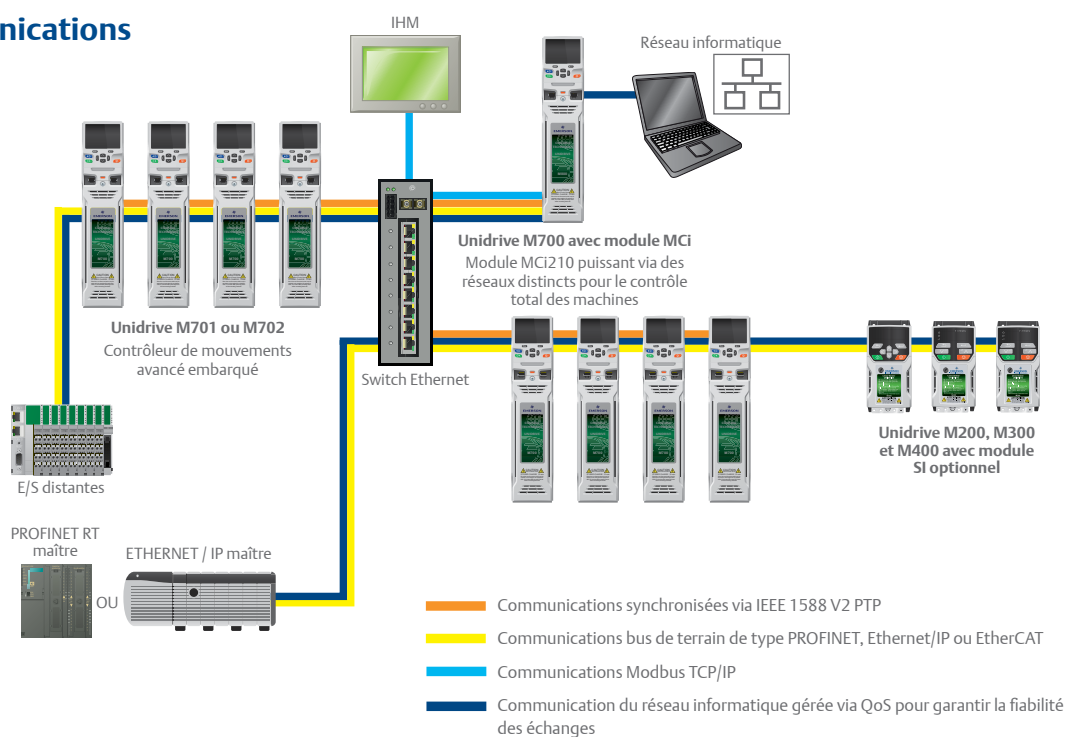 nications
IHM
Réseau informatique
Unidrive M700 avec module MCi
Module MCi210 puissant via des
réseaux distincts pour le contrôle
total des machines
Unidrive M701 ou M702
Contrôleur de mouvements
avancé embarqué
Switch Ethernet
E/S distantes
Unidrive M200, M300
et M400 avec module
SI optionnel
PROFINET RT
maître
OU
ETHERNET / IP maître
Communications synchronisées via IEEE 1588 V2 PTP
Communications bus de terrain de type PROFINET, Ethernet/IP ou EtherCAT
Communications Modbus TCP/IP
Communication du réseau informatique gérée via QoS pour garantir la fiabilité
des échanges